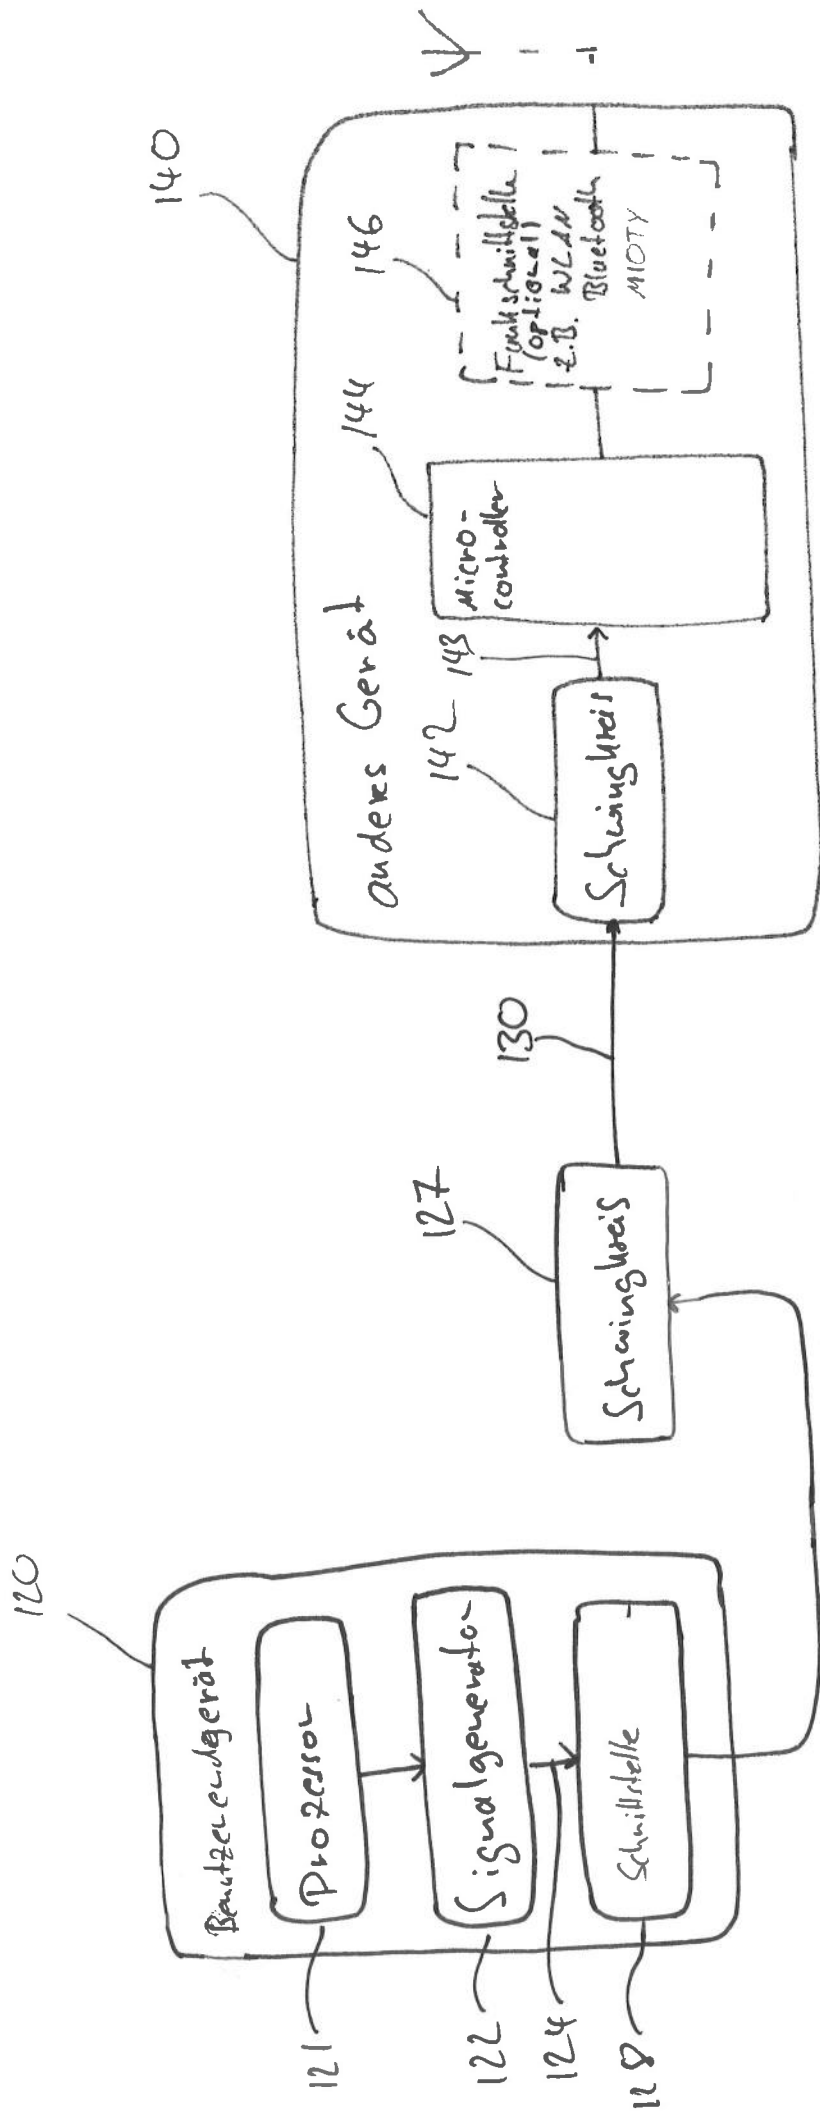 120
Benutzerendgerät
Prozessor
121
Signalgenerator
122
124
Schnittstelle
128
Schwingkreis
127
130
140
anderes Gerät
Schwingkreis
142
143
Micro-
controller
144
146
Funkschnittstelle
(optional)
z.B. WLAN
Bluetooth
MIOTY